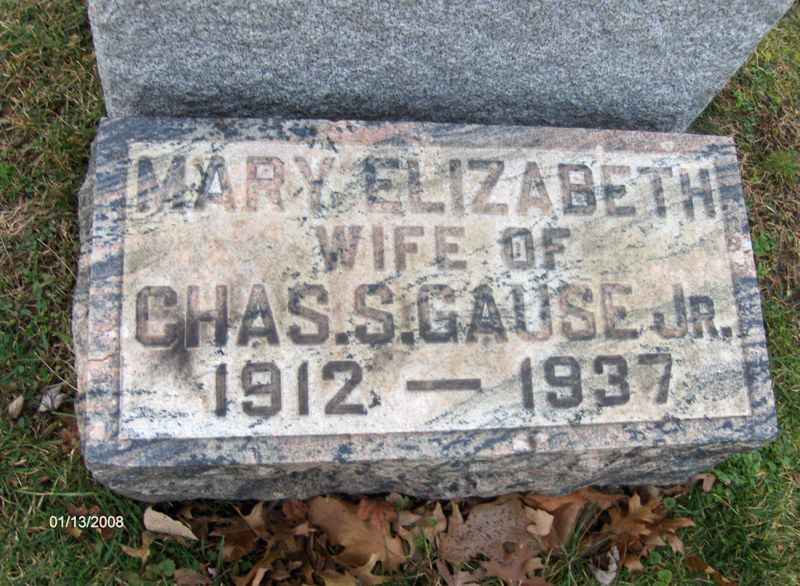 MARY ELIZABETH
WIFE OF
CHAS. S. GAUSE JR.
1912 — 1937
01/13/2008